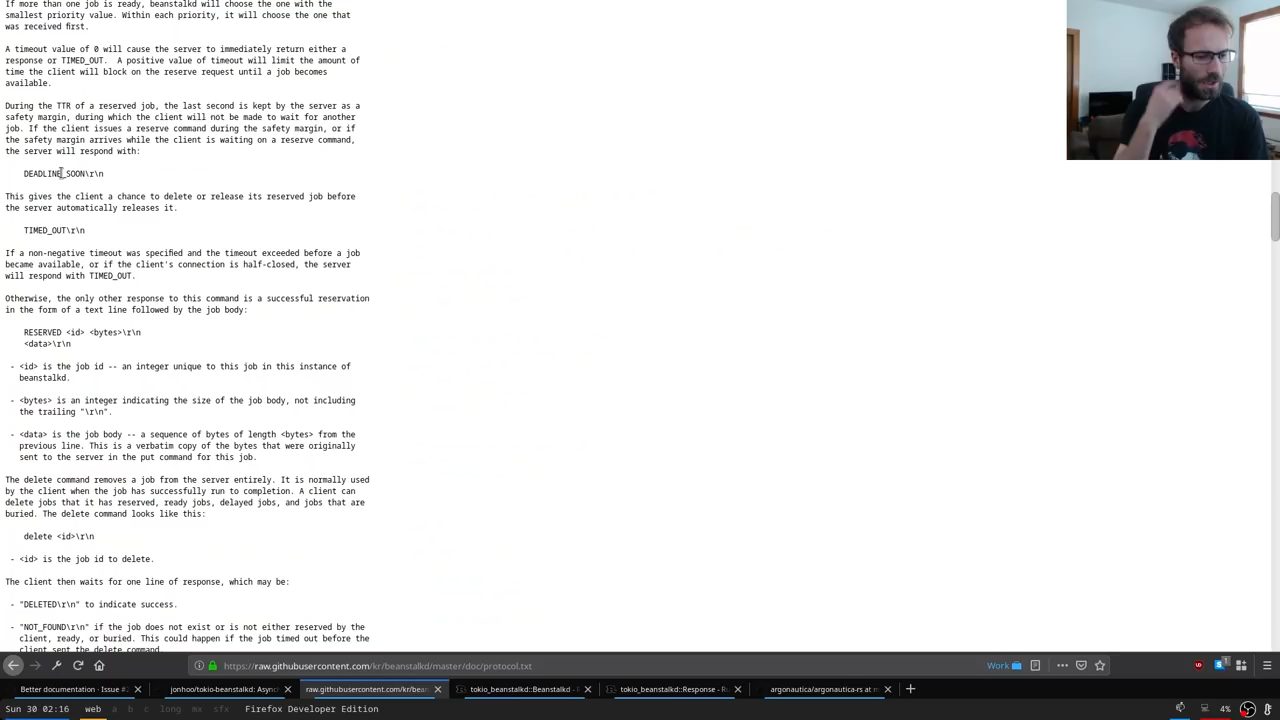 If more than one job is ready, beanstalkd will choose the one with the
smallest priority value. Within each priority, it will choose the one that
was received first.
A timeout value of 0 will cause the server to immediately return either a
response or TIMED_OUT.  A positive value of timeout will limit the amount of
time the client will block on the reserve request until a job becomes
available.
During the TTR of a reserved job, the last second is kept by the server as a
safety margin, during which the client will not be made to wait for another
job. If the client issues a reserve command during the safety margin, or if
the safety margin arrives while the client is waiting on a reserve command,
the server will respond with:
DEADLINE_SOON\r\n
This gives the client a chance to delete or release its reserved job before
the server automatically releases it.
TIMED_OUT\r\n
If a non-negative timeout was specified and the timeout exceeded before a job
became available, or if the client's connection is half-closed, the server
will respond with TIMED_OUT.
Otherwise, the only other response to this command is a successful reservation
in the form of a text line followed by the job body:
RESERVED <id> <bytes>\r\n
<data>\r\n
- <id> is the job id -- an integer unique to this job in this instance of
beanstalkd.
- <bytes> is an integer indicating the size of the job body, not including
the trailing "\r\n".
- <data> is the job body -- a sequence of bytes of length <bytes> from the
previous line. This is a verbatim copy of the bytes that were originally
sent to the server in the put command for this job.
The delete command removes a job from the server entirely. It is normally used
by the client when the job has successfully run to completion. A client can
delete jobs that it has reserved, ready jobs, delayed jobs, and jobs that are
buried. The delete command looks like this:
delete <id>\r\n
- <id> is the job id to delete.
The client then waits for one line of response, which may be:
- "DELETED\r\n" to indicate success.
- "NOT_FOUND\r\n" if the job does not exist or is not either reserved by the
client, ready, or buried. This could happen if the job timed out before the
client sent the delete command.
https://raw.githubusercontent.com/kr/beanstalkd/master/doc/protocol.txt
Work
1
Better documentation · Issue #2
jonhoo/tokio-beanstalkd: Async
raw.githubusercontent.com/kr/bean
tokio_beanstalkd::Beanstalkd - 
tokio_beanstalkd::Response - Ru
argonautica/argonautica-rs at m
Sun 30 02:16 web a b c long mx sfx Firefox Developer Edition
4%